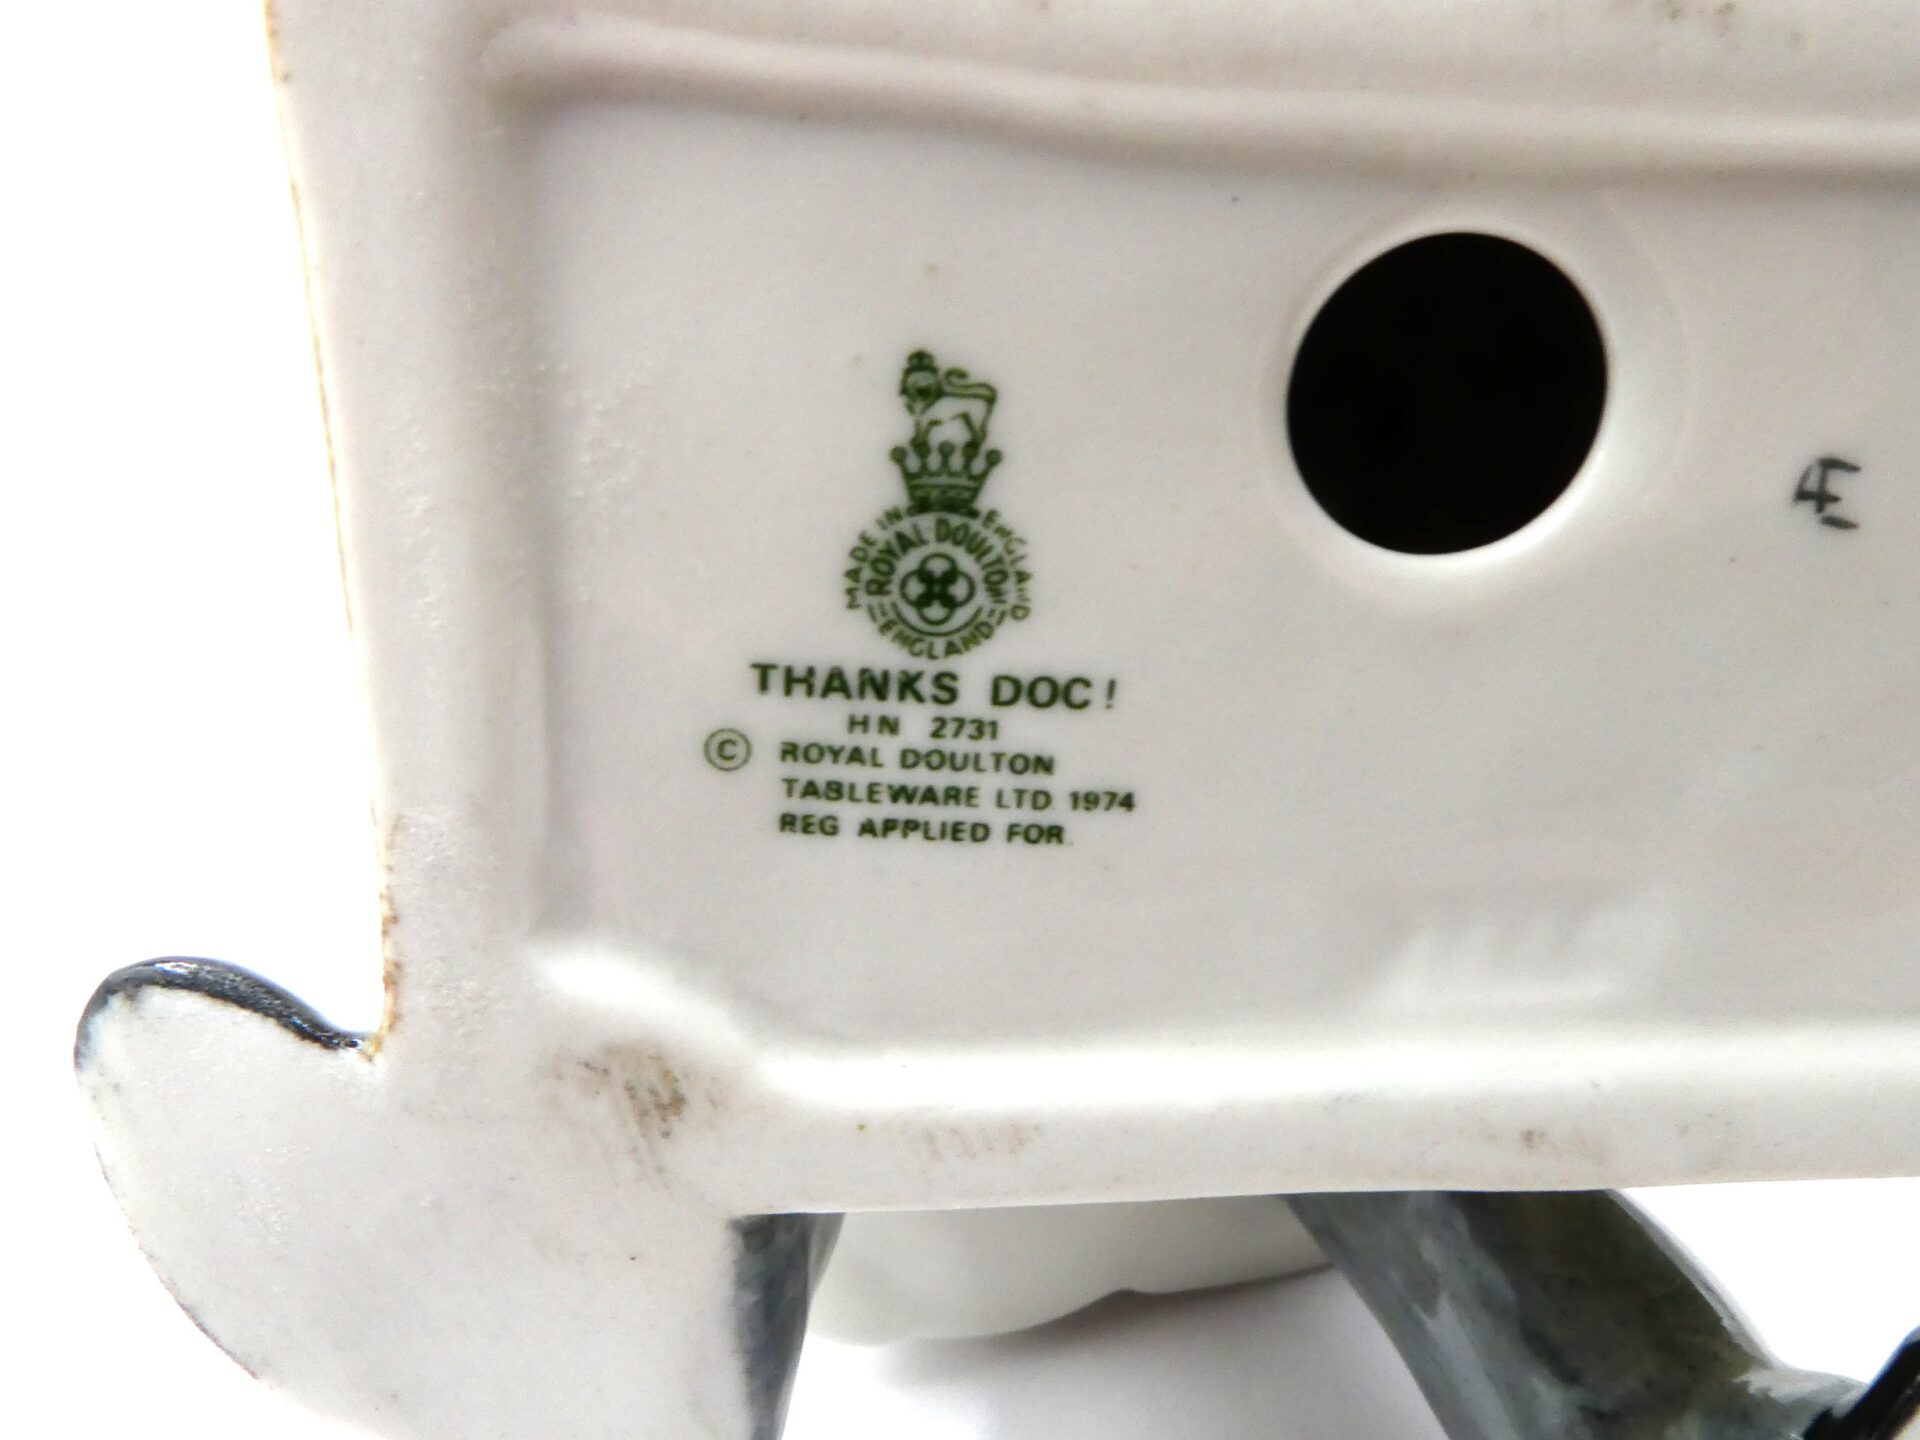 MADE IN ENGLAND
ROYAL DOULTON
ENGLAND
THANKS DOC!
HN 2731
© ROYAL DOULTON
TABLEWARE LTD 1974
REG APPLIED FOR.